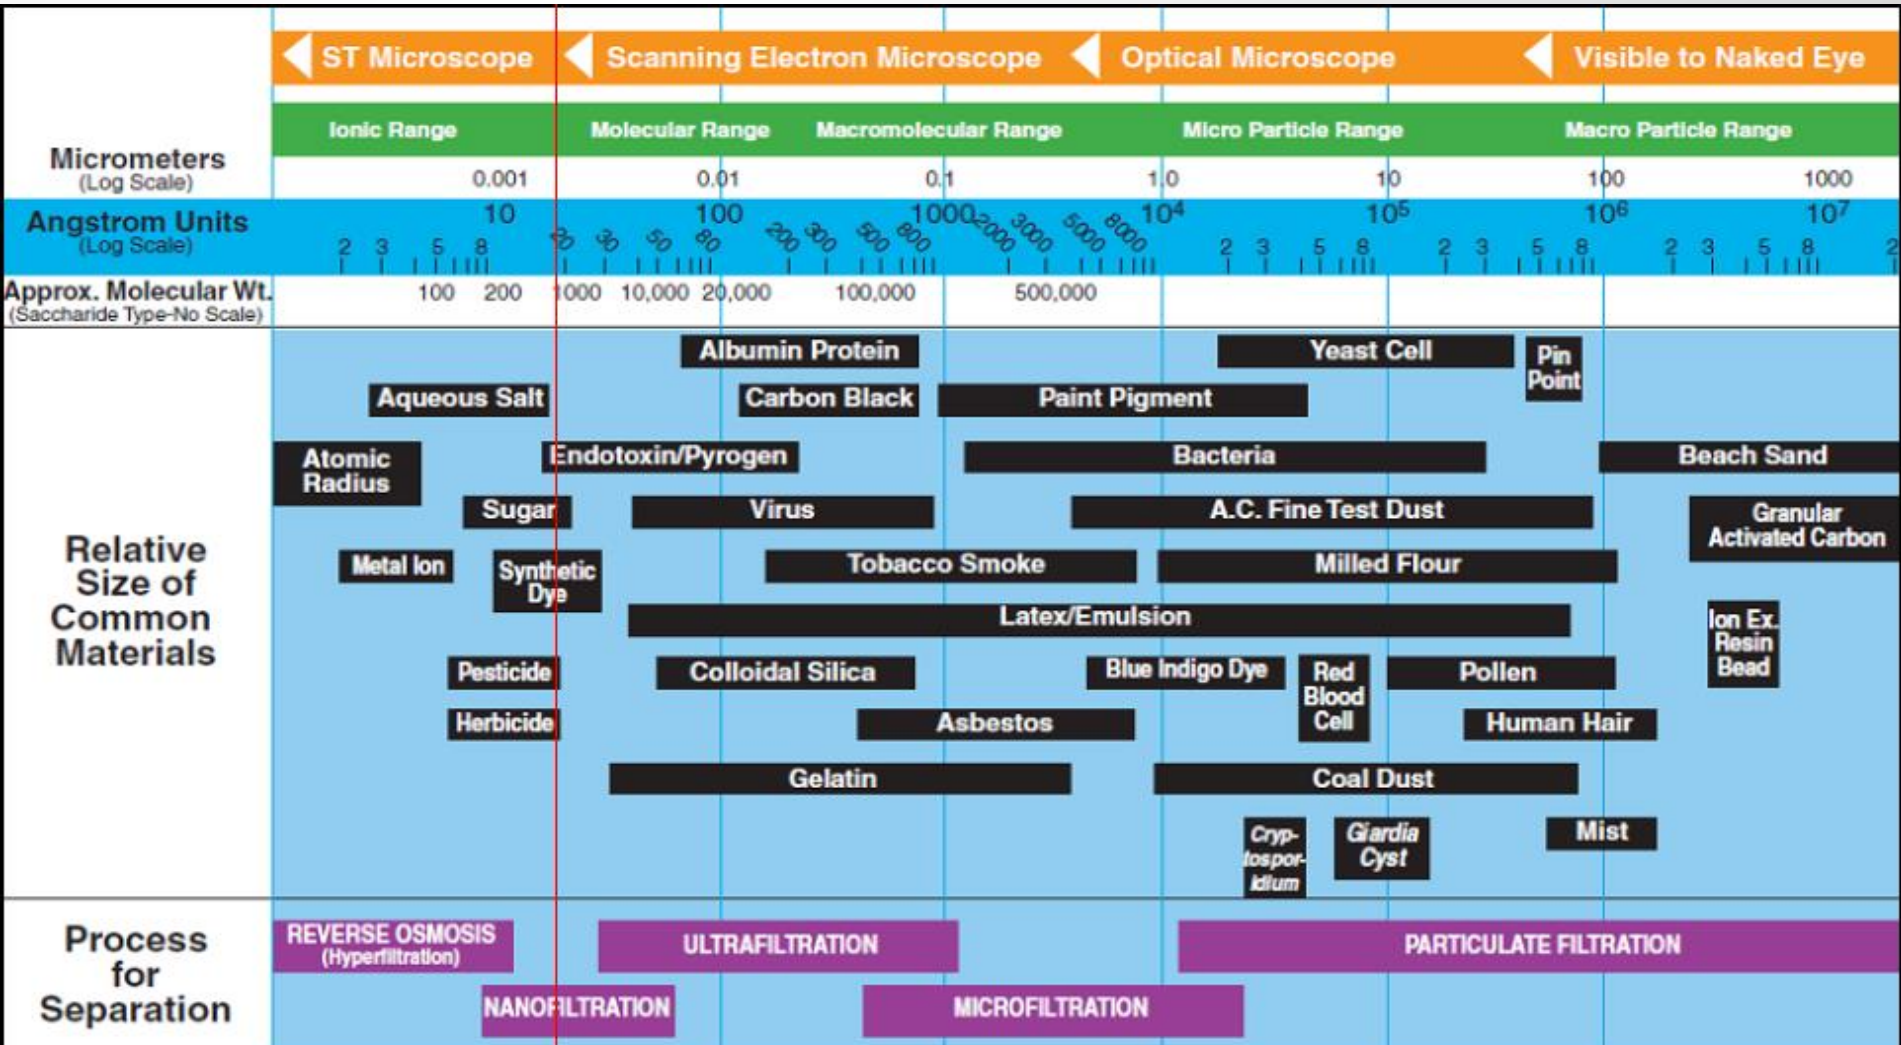 ST Microscope Scanning Electron Microscope Optical Microscope Visible to Naked Eye
Ionic Range Molecular Range Macromolecular Range Micro Particle Range Macro Particle Range
Micrometers
(Log Scale)
0.001 0.01 0.1 1.0 10 100 1000
Angstrom Units
(Log Scale)
10 100 1000 10⁴ 10⁵ 10⁶ 10⁷
2 3 5 8 20 30 50 80 200 300 500 800 2000 3000 5000 8000 2 3 5 8 2 3 5 8 2 3 5 8 2
Approx. Molecular Wt.
(Saccharide Type-No Scale)
100 200 1000 10,000 20,000 100,000 500,000
Relative
Size of
Common
Materials
Albumin Protein Yeast Cell Pin
Point
Aqueous Salt Carbon Black Paint Pigment
Atomic
Radius
Endotoxin/Pyrogen Bacteria Beach Sand
Sugar Virus A.C. Fine Test Dust Granular
Activated Carbon
Metal Ion Synthetic
Dye
Tobacco Smoke Milled Flour
Latex/Emulsion Ion Ex.
Resin
Bead
Pesticide Colloidal Silica Blue Indigo Dye Red
Blood
Cell
Pollen
Herbicide Asbestos Human Hair
Gelatin Coal Dust
Cryp-
tospor-
idium
Giardia
Cyst
Mist
Process
for
Separation
REVERSE OSMOSIS
(Hyperfiltration)
ULTRAFILTRATION PARTICULATE FILTRATION
NANOFILTRATION MICROFILTRATION